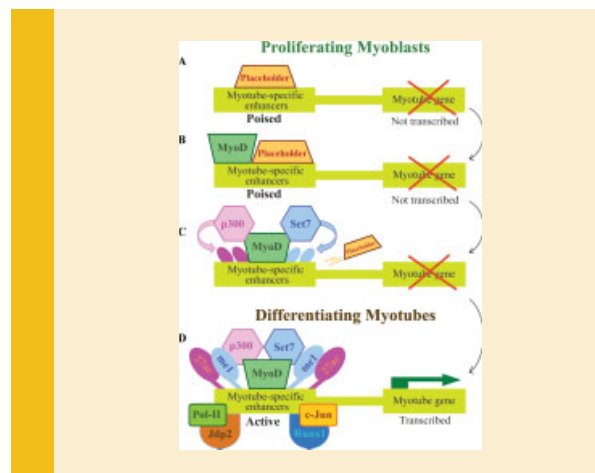 Proliferating Myoblasts
A
Placeholder
Myotube-specific
enhancers
Poised
Myotube gene
Not transcribed
B
MyoD
Placeholder
Myotube-specific
enhancers
Poised
Myotube gene
Not transcribed
p300
Set7
C
MyoD
Placeholder
Myotube-specific
enhancers
Myotube gene
Differentiating Myotubes
D
p300
Set7
27ac
me1
MyoD
me1
27ac
Myotube-specific
enhancers
Active
Myotube gene
Transcribed
Pol-II
c-Jun
Jdp2
Runx1